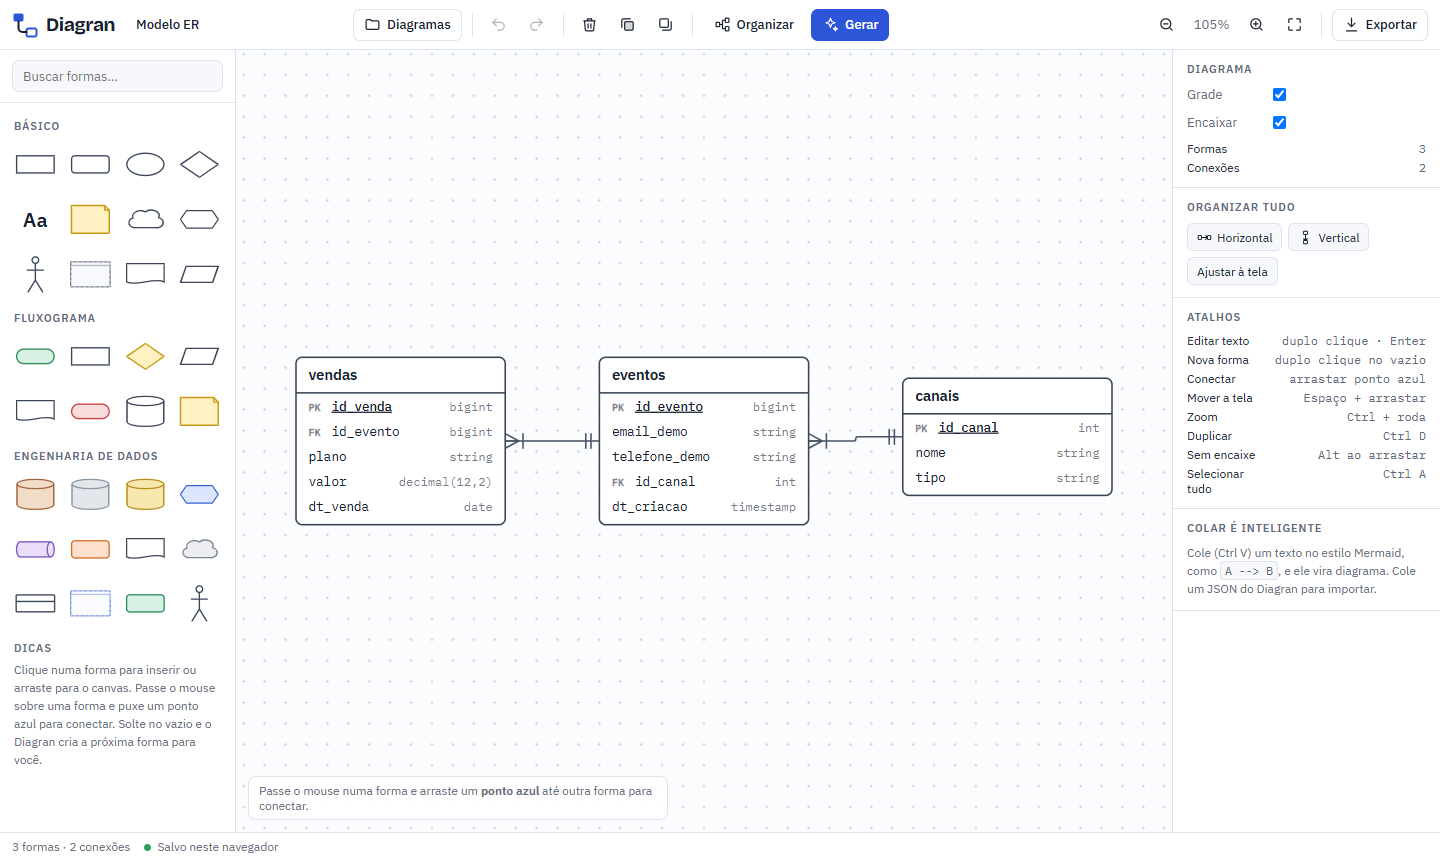 Diagran Modelo ER Diagramas Organizar Gerar 105% Exportar
Buscar formas...
BÁSICO
Aa
FLUXOGRAMA
ENGENHARIA DE DADOS
DICAS
Clique numa forma para inserir ou
arraste para o canvas. Passe o mouse
sobre uma forma e puxe um ponto
azul para conectar. Solte no vazio e o
Diagran cria a próxima forma para
você.
vendas
PK id_venda bigint
FK id_evento bigint
plano string
valor decimal(12,2)
dt_venda date
eventos
PK id_evento bigint
email_demo string
telefone_demo string
FK id_canal int
dt_criacao timestamp
canais
PK id_canal int
nome string
tipo string
Passe o mouse numa forma e arraste um ponto azul até outra forma para
conectar.
DIAGRAMA
Grade
Encaixar
Formas 3
Conexões 2
ORGANIZAR TUDO
Horizontal Vertical
Ajustar à tela
ATALHOS
Editar texto duplo clique · Enter
Nova forma duplo clique no vazio
Conectar arrastar ponto azul
Mover a tela Espaço + arrastar
Zoom Ctrl + roda
Duplicar Ctrl D
Sem encaixe Alt ao arrastar
Selecionar Ctrl A
tudo
COLAR É INTELIGENTE
Cole (Ctrl V) um texto no estilo Mermaid,
como A --> B, e ele vira diagrama. Cole
um JSON do Diagran para importar.
3 formas · 2 conexões Salvo neste navegador